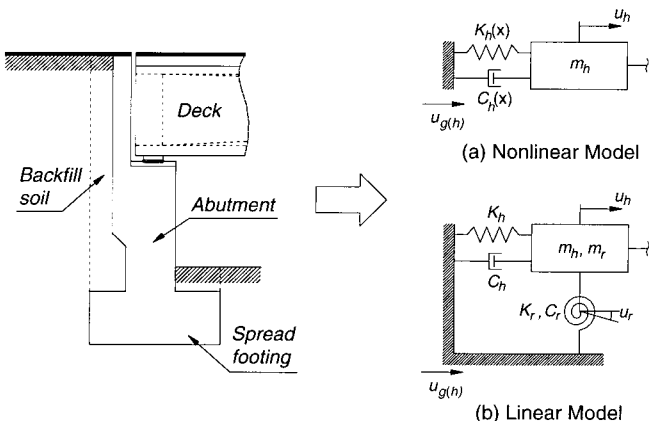 Deck
Backfill
soil
Abutment
Spread
footing
u_h
K_h(x)
m_h
C_h(x)
u_g(h)
(a) Nonlinear Model
u_h
K_h
m_h, m_r
C_h
K_r, C_r
u_r
u_g(h)
(b) Linear Model